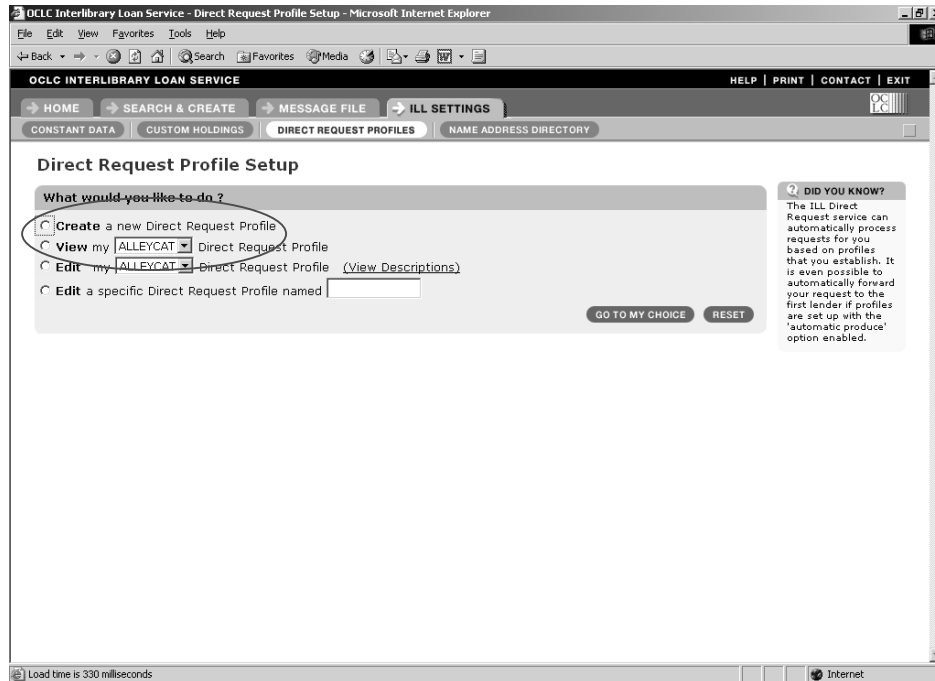 OCLC Interlibrary Loan Service - Direct Request Profile Setup - Microsoft Internet Explorer
File Edit View Favorites Tools Help
Back Search Favorites Media
OCLC INTERLIBRARY LOAN SERVICE HELP | PRINT | CONTACT | EXIT
HOME SEARCH & CREATE MESSAGE FILE ILL SETTINGS OCLC
CONSTANT DATA CUSTOM HOLDINGS DIRECT REQUEST PROFILES NAME ADDRESS DIRECTORY
Direct Request Profile Setup
What would you like to do ?
Create a new Direct Request Profile
View my ALLEYCAT Direct Request Profile
Edit my ALLEYCAT Direct Request Profile (View Descriptions)
Edit a specific Direct Request Profile named
GO TO MY CHOICE RESET
DID YOU KNOW?
The ILL Direct
Request service can
automatically process
requests for you
based on profiles
that you establish. It
is even possible to
automatically forward
your request to the
first lender if profiles
are set up with the
'automatic produce'
option enabled.
Load time is 330 milliseconds Internet